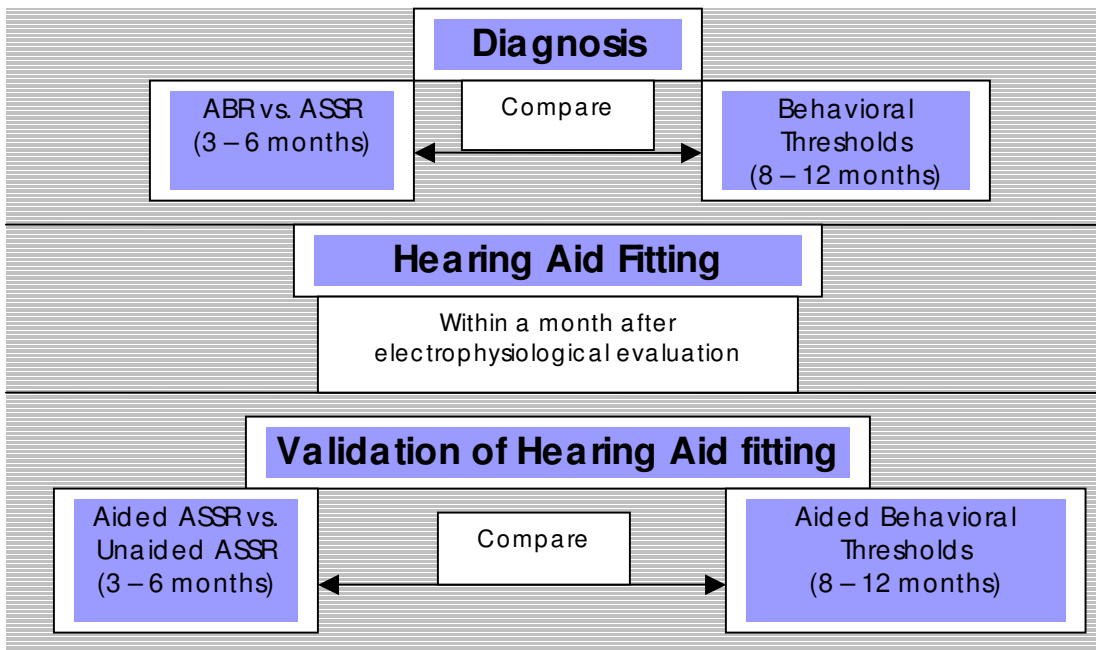 Diagnosis
ABR vs. ASSR
(3 – 6 months)
Compare
Behavioral
Thresholds
(8 – 12 months)
Hearing Aid Fitting
Within a month after
electrophysiological evaluation
Validation of Hearing Aid fitting
Aided ASSR vs.
Unaided ASSR
(3 – 6 months)
Compare
Aided Behavioral
Thresholds
(8 – 12 months)